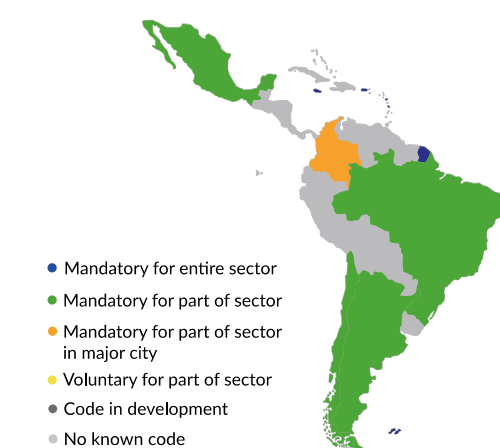 Mandatory for entire sector
Mandatory for part of sector
Mandatory for part of sector
in major city
Voluntary for part of sector
Code in development
No known code